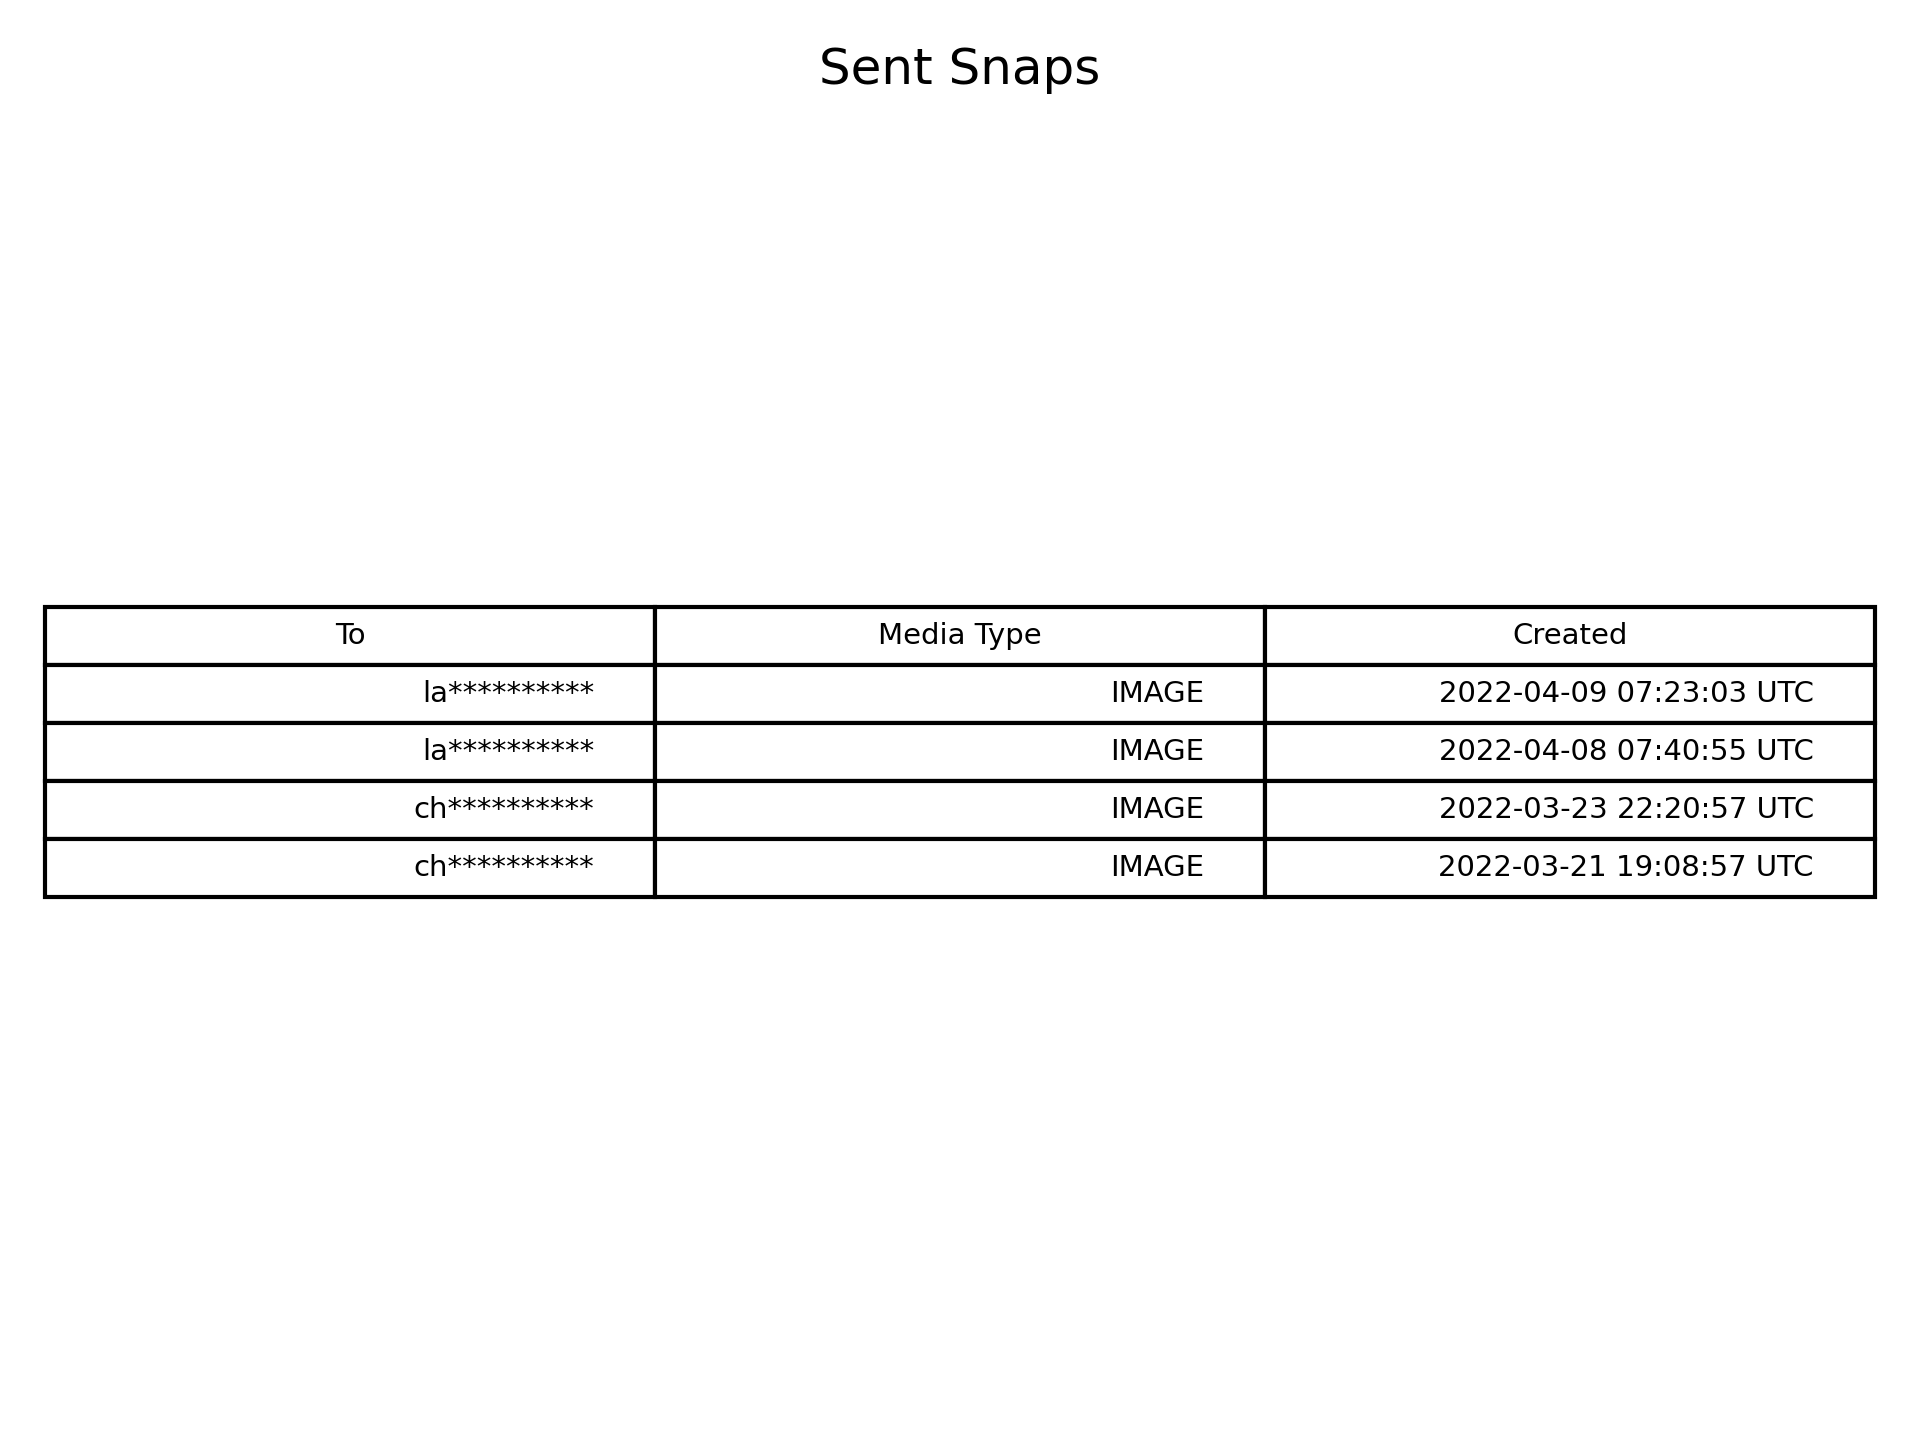 Sent Snaps
To Media Type Created
la********** IMAGE 2022-04-09 07:23:03 UTC
la********** IMAGE 2022-04-08 07:40:55 UTC
ch********** IMAGE 2022-03-23 22:20:57 UTC
ch********** IMAGE 2022-03-21 19:08:57 UTC